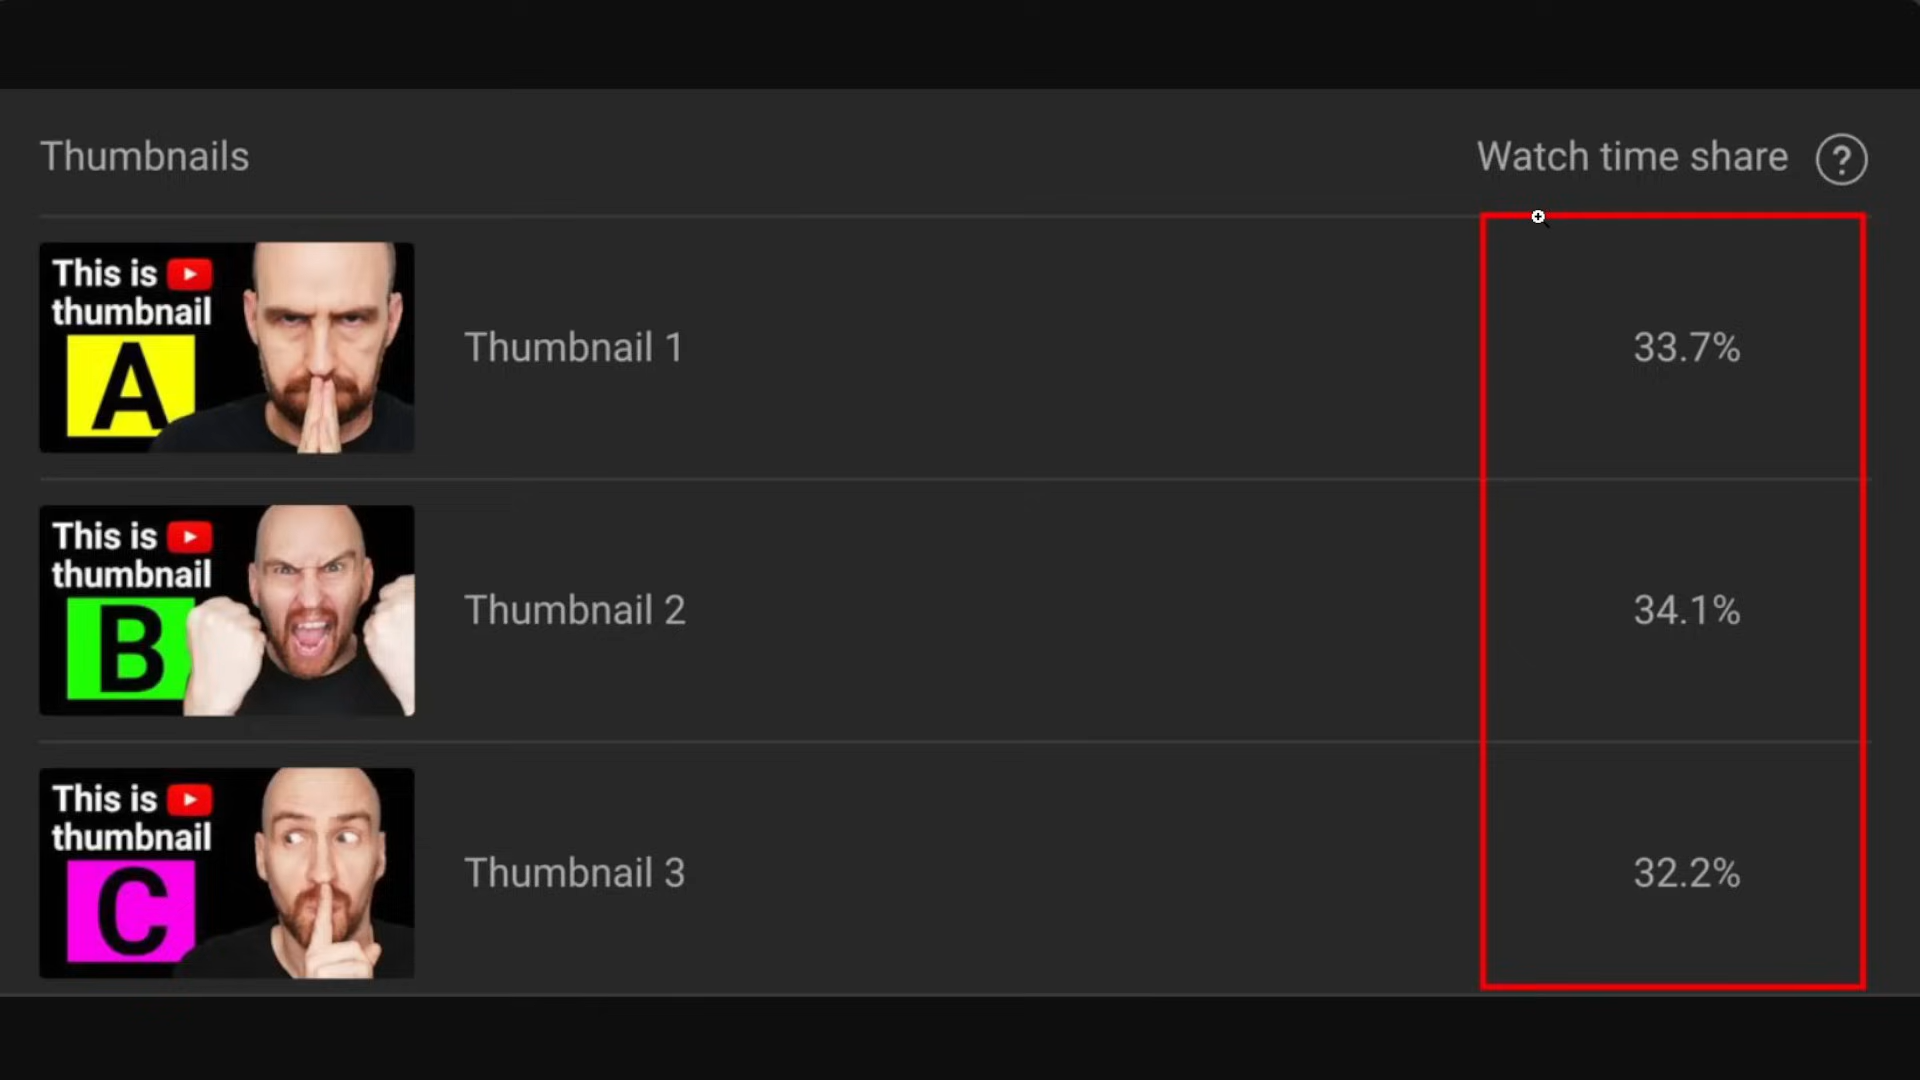 Thumbnails
Watch time share ?
This is
thumbnail
A
Thumbnail 1
33.7%
This is
thumbnail
B
Thumbnail 2
34.1%
This is
thumbnail
C
Thumbnail 3
32.2%